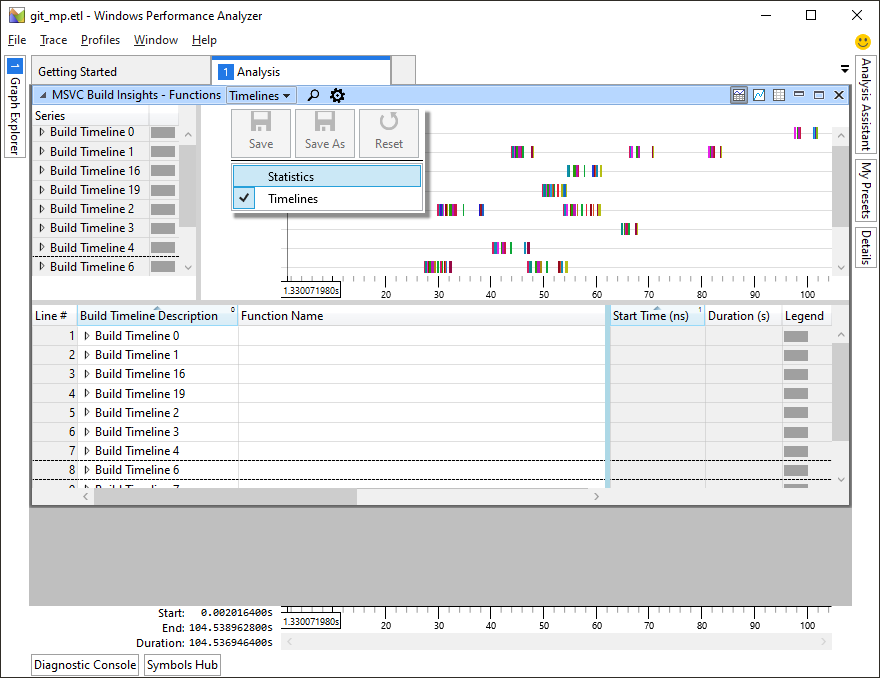 git_mp.etl - Windows Performance Analyzer
File Trace Profiles Window Help
1 Graph Explorer
Getting Started
1 Analysis
MSVC Build Insights - Functions Timelines
Series
Build Timeline 0
Build Timeline 1
Build Timeline 16
Build Timeline 19
Build Timeline 2
Build Timeline 3
Build Timeline 4
Build Timeline 6
Save Save As Reset
Statistics
Timelines
1.330071980s 20 30 40 50 60 70 80 90 100
Analysis Assistant
My Presets
Details
Line # Build Timeline Description 0 Function Name Start Time (ns) 1 Duration (s) Legend
1 Build Timeline 0
2 Build Timeline 1
3 Build Timeline 16
4 Build Timeline 19
5 Build Timeline 2
6 Build Timeline 3
7 Build Timeline 4
8 Build Timeline 6
9 Build Timeline 7
Start: 0.002016400s
End: 104.538962800s
Duration: 104.536946400s
1.330071980s 20 30 40 50 60 70 80 90 100
Diagnostic Console Symbols Hub